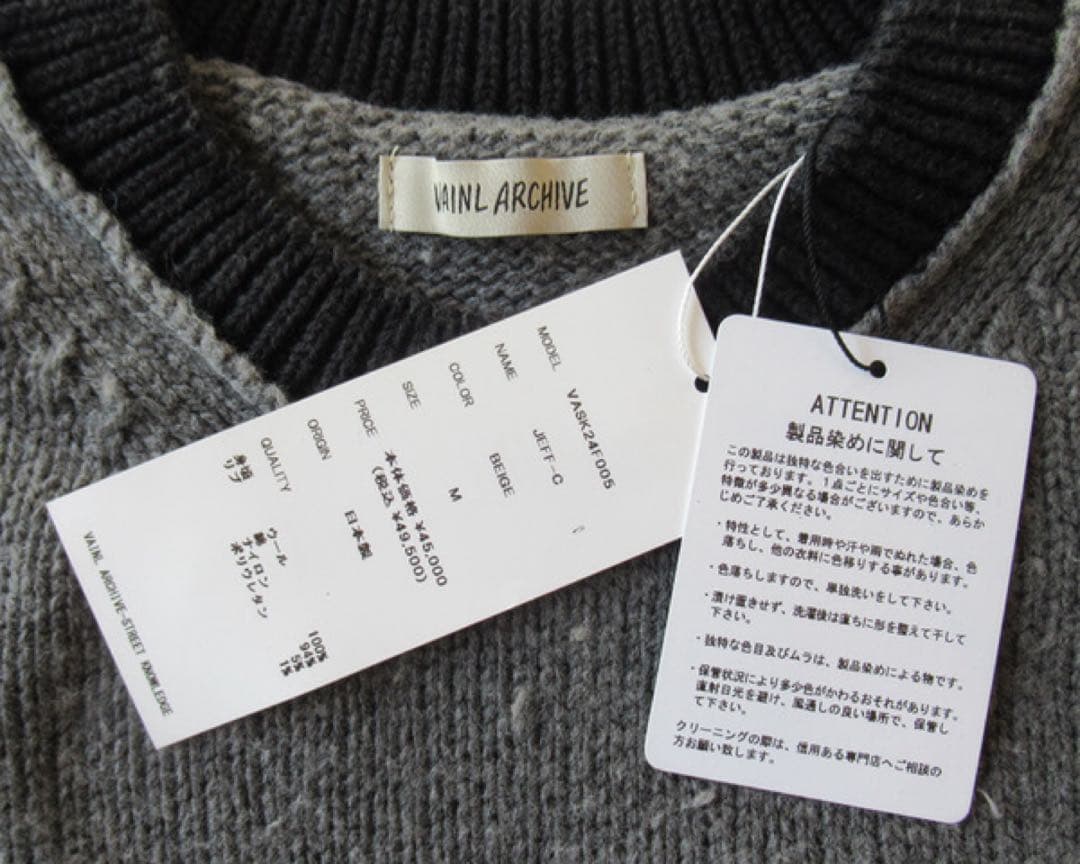 VAINL ARCHIVE
MODEL VASK24F005
NAME JEFF-C
COLOR BEIGE
SIZE M
PRICE 本体価格 ¥45,000
(税込 ¥49,500)
ORIGIN 日本製
QUALITY
身頃 ウール 100%
リブ 綿 94%
ナイロン 5%
ポリウレタン 1%
VAINL ARCHIVE-STREET KNOWLEDGE
ATTENTION
製品染めに関して
この製品は独特な色合いを出すために製品染めを
行っております。1点ごとにサイズや色合い等、
特徴が多少異なる場合がございますので、あらか
じめご了承ください。
・特性として、着用時や汗や雨でぬれた場合、色
落ちし、他の衣料に色移りする事があります。
・色落ちしますので、単独洗いをして下さい。
・漬け置きせず、洗濯後は直ちに形を整えて干して
下さい。
・独特な色目及びムラは、製品染めによる物です。
・保管状況により多少色がかわるおそれがあります。
直射日光を避け、風通しの良い場所で、保管し
て下さい。
クリーニングの際は、信用ある専門店へご相談の
方お願い致します。